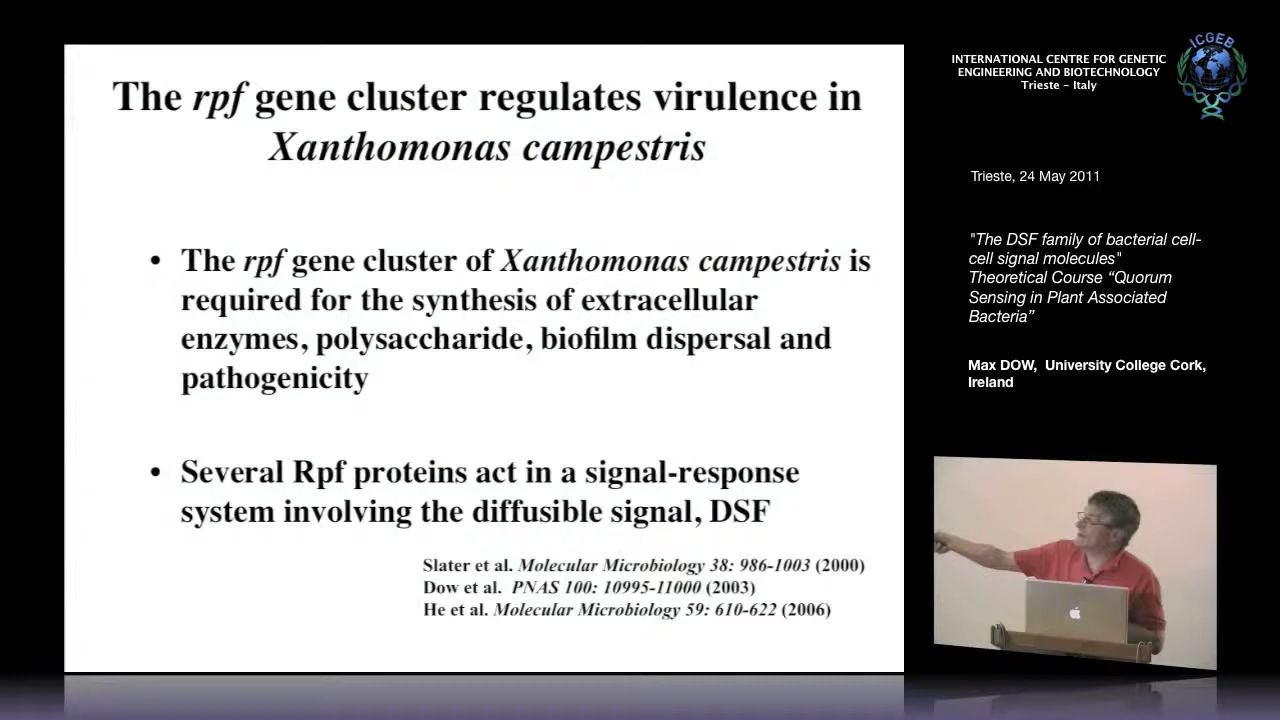 The rpf gene cluster regulates virulence in
Xanthomonas campestris
• The rpf gene cluster of Xanthomonas campestris is
required for the synthesis of extracellular
enzymes, polysaccharide, biofilm dispersal and
pathogenicity
• Several Rpf proteins act in a signal-response
system involving the diffusible signal, DSF
Slater et al. Molecular Microbiology 38: 986-1003 (2000)
Dow et al. PNAS 100: 10995-11000 (2003)
He et al. Molecular Microbiology 59: 610-622 (2006)
INTERNATIONAL CENTRE FOR GENETIC
ENGINEERING AND BIOTECHNOLOGY
Trieste - Italy
ICGEB
Trieste, 24 May 2011
"The DSF family of bacterial cell-
cell signal molecules"
Theoretical Course “Quorum
Sensing in Plant Associated
Bacteria”
Max DOW, University College Cork,
Ireland